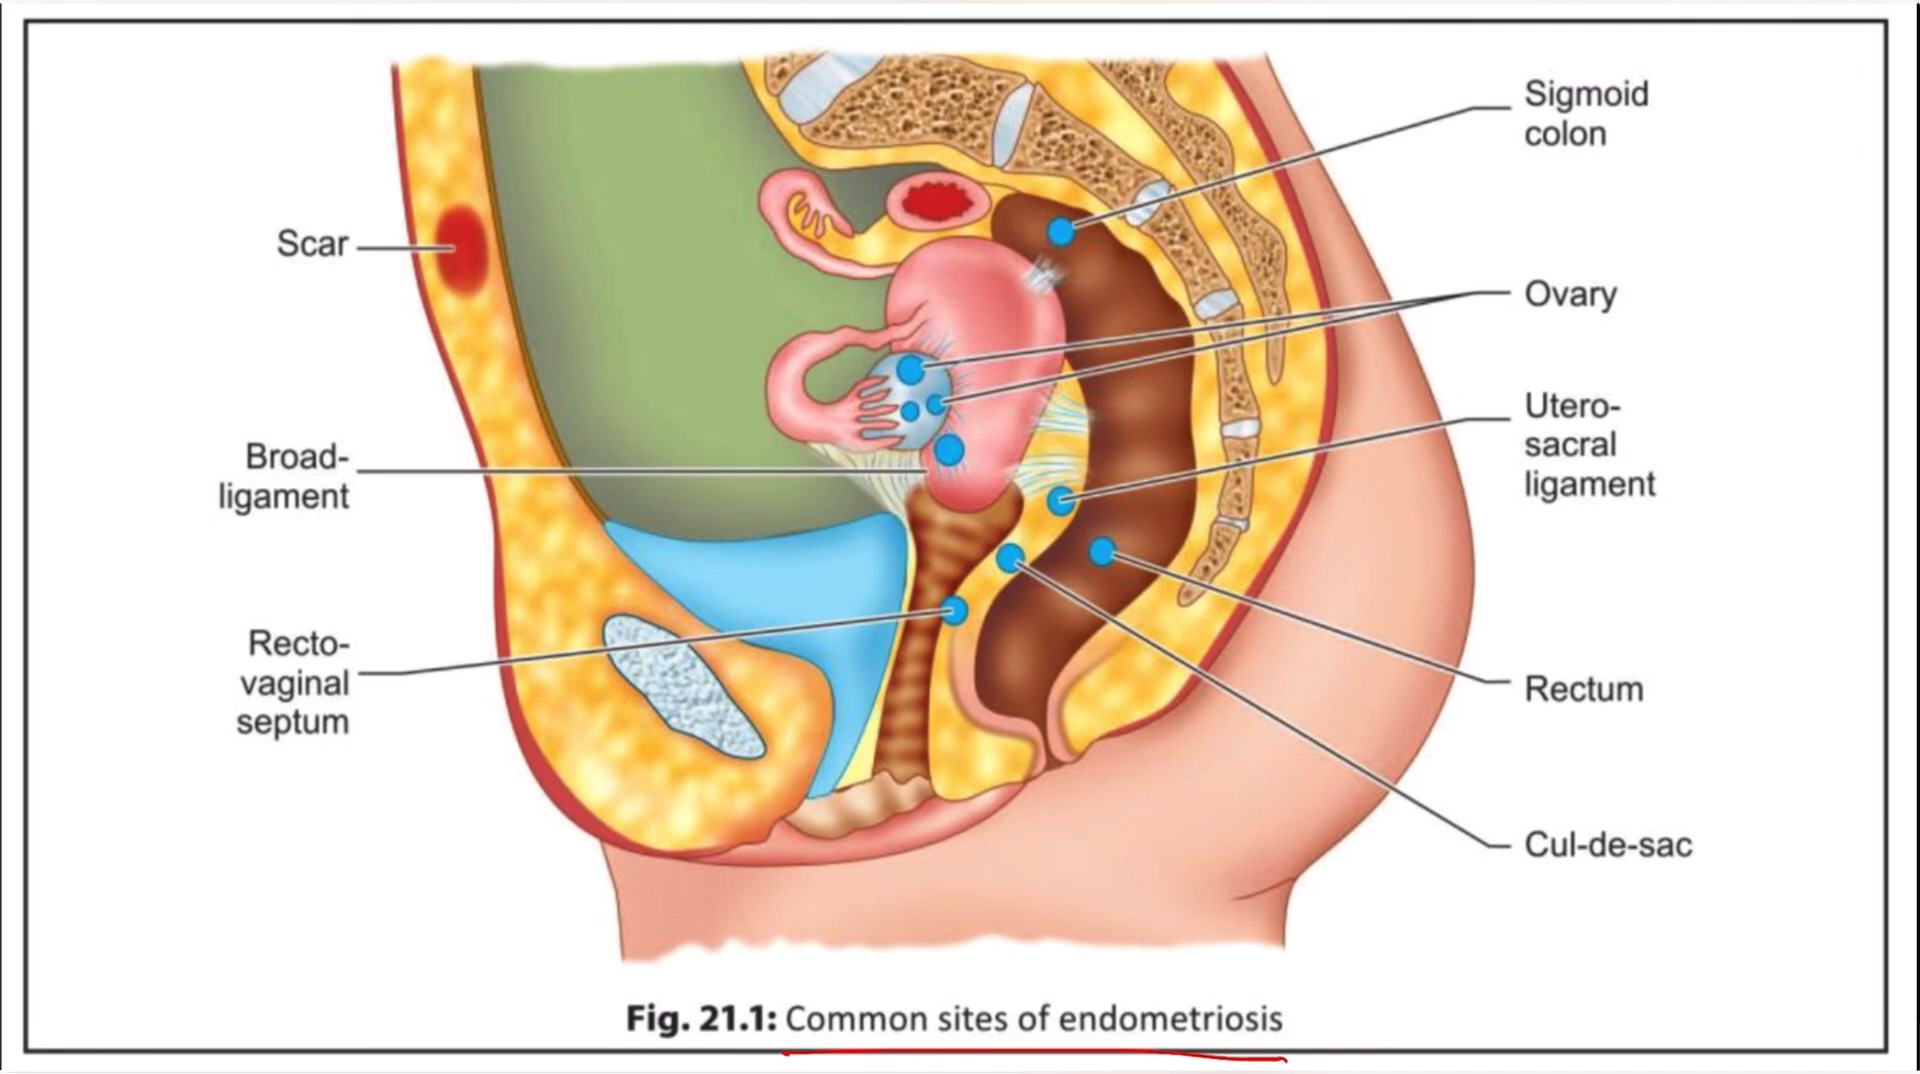 Sigmoid
colon
Scar
Ovary
Utero-
sacral
ligament
Broad-
ligament
Recto-
vaginal
septum
Rectum
Cul-de-sac
Fig. 21.1: Common sites of endometriosis